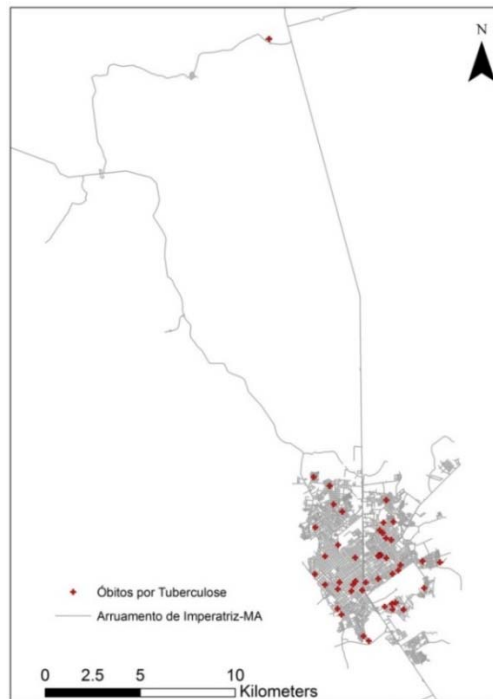 N
Óbitos por Tuberculose
Arruamento de Imperatriz-MA
0 2.5 5 10
Kilometers